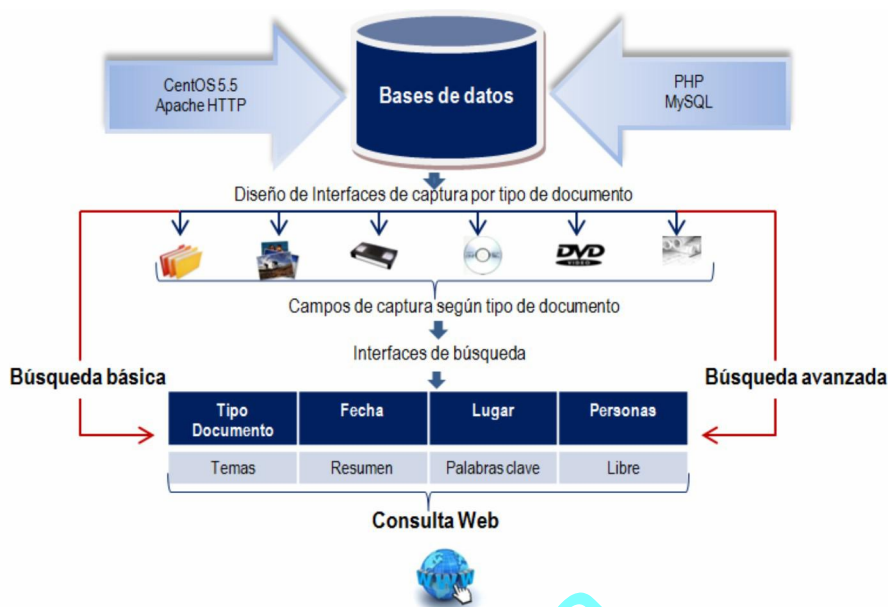 CentOS 5.5
Apache HTTP
Bases de datos
PHP
MySQL
Diseño de Interfaces de captura por tipo de documento
DVD
VIDEO
Campos de captura según tipo de documento
Interfaces de búsqueda
Búsqueda básica
Búsqueda avanzada
Tipo
Documento
Fecha
Lugar
Personas
Temas
Resumen
Palabras clave
Libre
Consulta Web
WWW